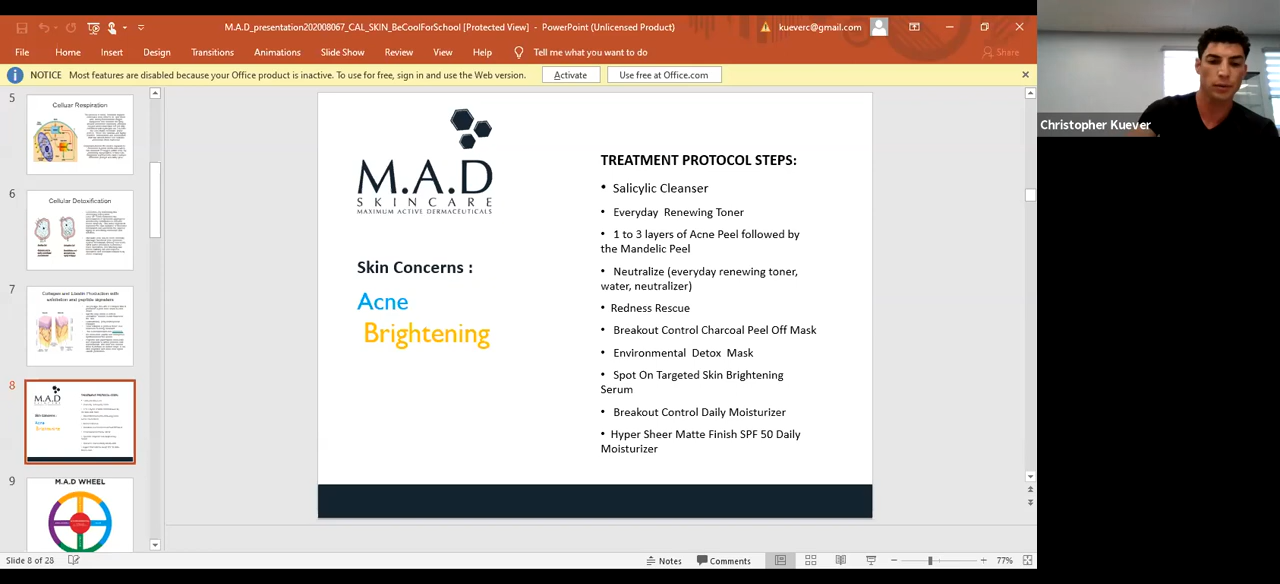 M.A.D_presentation202008067_CAL_SKIN_BeCoolForSchool [Protected View] - PowerPoint (Unlicensed Product)
kueverc@gmail.com
File Home Insert Design Transitions Animations Slide Show Review View Help Tell me what you want to do Share
NOTICE Most features are disabled because your Office product is inactive. To use for free, sign in and use the Web version. Activate Use free at Office.com
5
Cellular Respiration
6
Cellular Detoxification
7
Collagen and Elastin Production with
exfoliation and peptide signalers
8
9
M.A.D WHEEL
M.A.D
SKINCARE
MAXIMUM ACTIVE DERMACEUTICALS
Skin Concerns :
Acne
Brightening
TREATMENT PROTOCOL STEPS:
• Salicylic Cleanser
• Everyday Renewing Toner
• 1 to 3 layers of Acne Peel followed by
the Mandelic Peel
• Neutralize (everyday renewing toner,
water, neutralizer)
• Redness Rescue
• Breakout Control Charcoal Peel Off Mask
• Environmental Detox Mask
• Spot On Targeted Skin Brightening
Serum
• Breakout Control Daily Moisturizer
• Hyper Sheer Matte Finish SPF 50 Daily
Moisturizer
Christopher Kuever
Slide 8 of 28
Notes Comments 77%